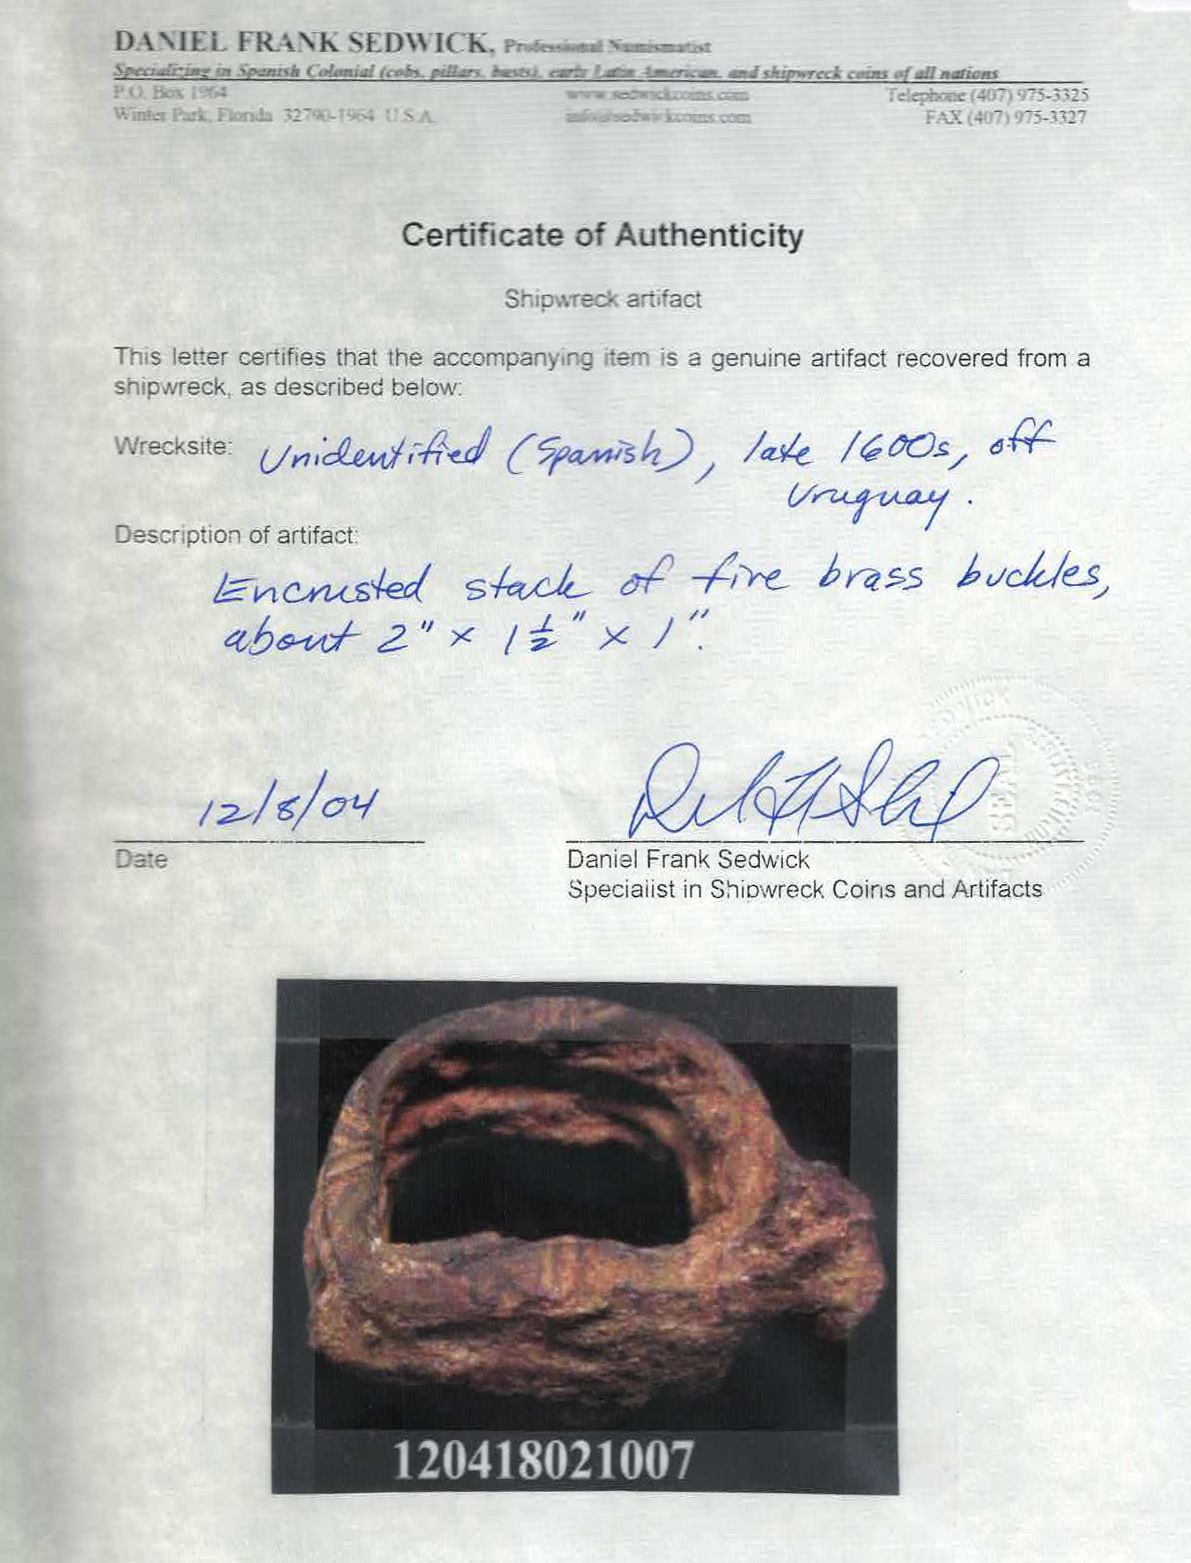 DANIEL FRANK SEDWICK, Professional Numismatist
Specializing in Spanish Colonial (cobs, pillars, busts), early Latin American, and shipwreck coins of all nations
P.O. Box 1964 www.sedwickcoins.com Telephone (407) 975-3325
Winter Park, Florida 32790-1964 U.S.A. info@sedwickcoins.com FAX (407) 975-3327
Certificate of Authenticity
Shipwreck artifact
This letter certifies that the accompanying item is a genuine artifact recovered from a
shipwreck, as described below:
Wrecksite: Unidentified (Spanish), late 1600s, off
Uruguay.
Description of artifact:
Encrusted stack of five brass buckles,
about 2" x 1 1/2" x 1".
12/8/04
Date
Daniel Frank Sedwick
Specialist in Shipwreck Coins and Artifacts
SEAL
120418021007